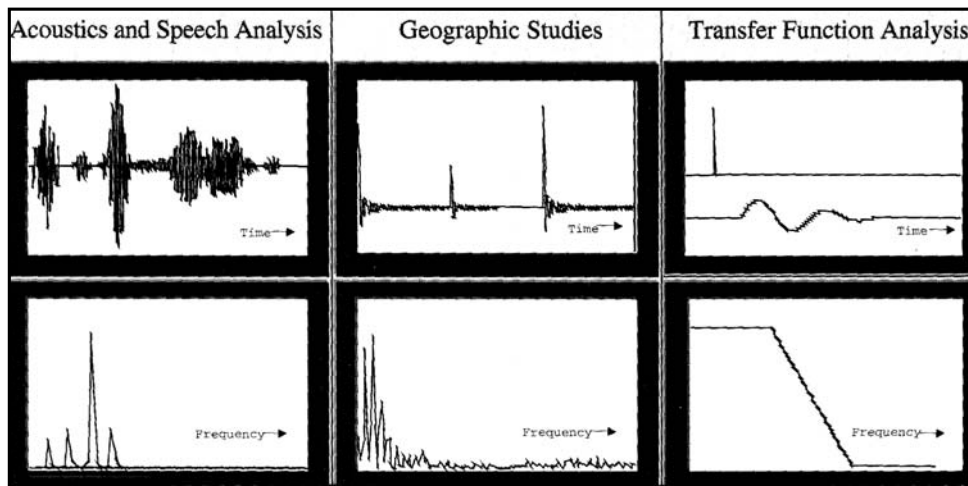 Acoustics and Speech Analysis
Geographic Studies
Transfer Function Analysis
Time
Time
Time
Frequency
Frequency
Frequency